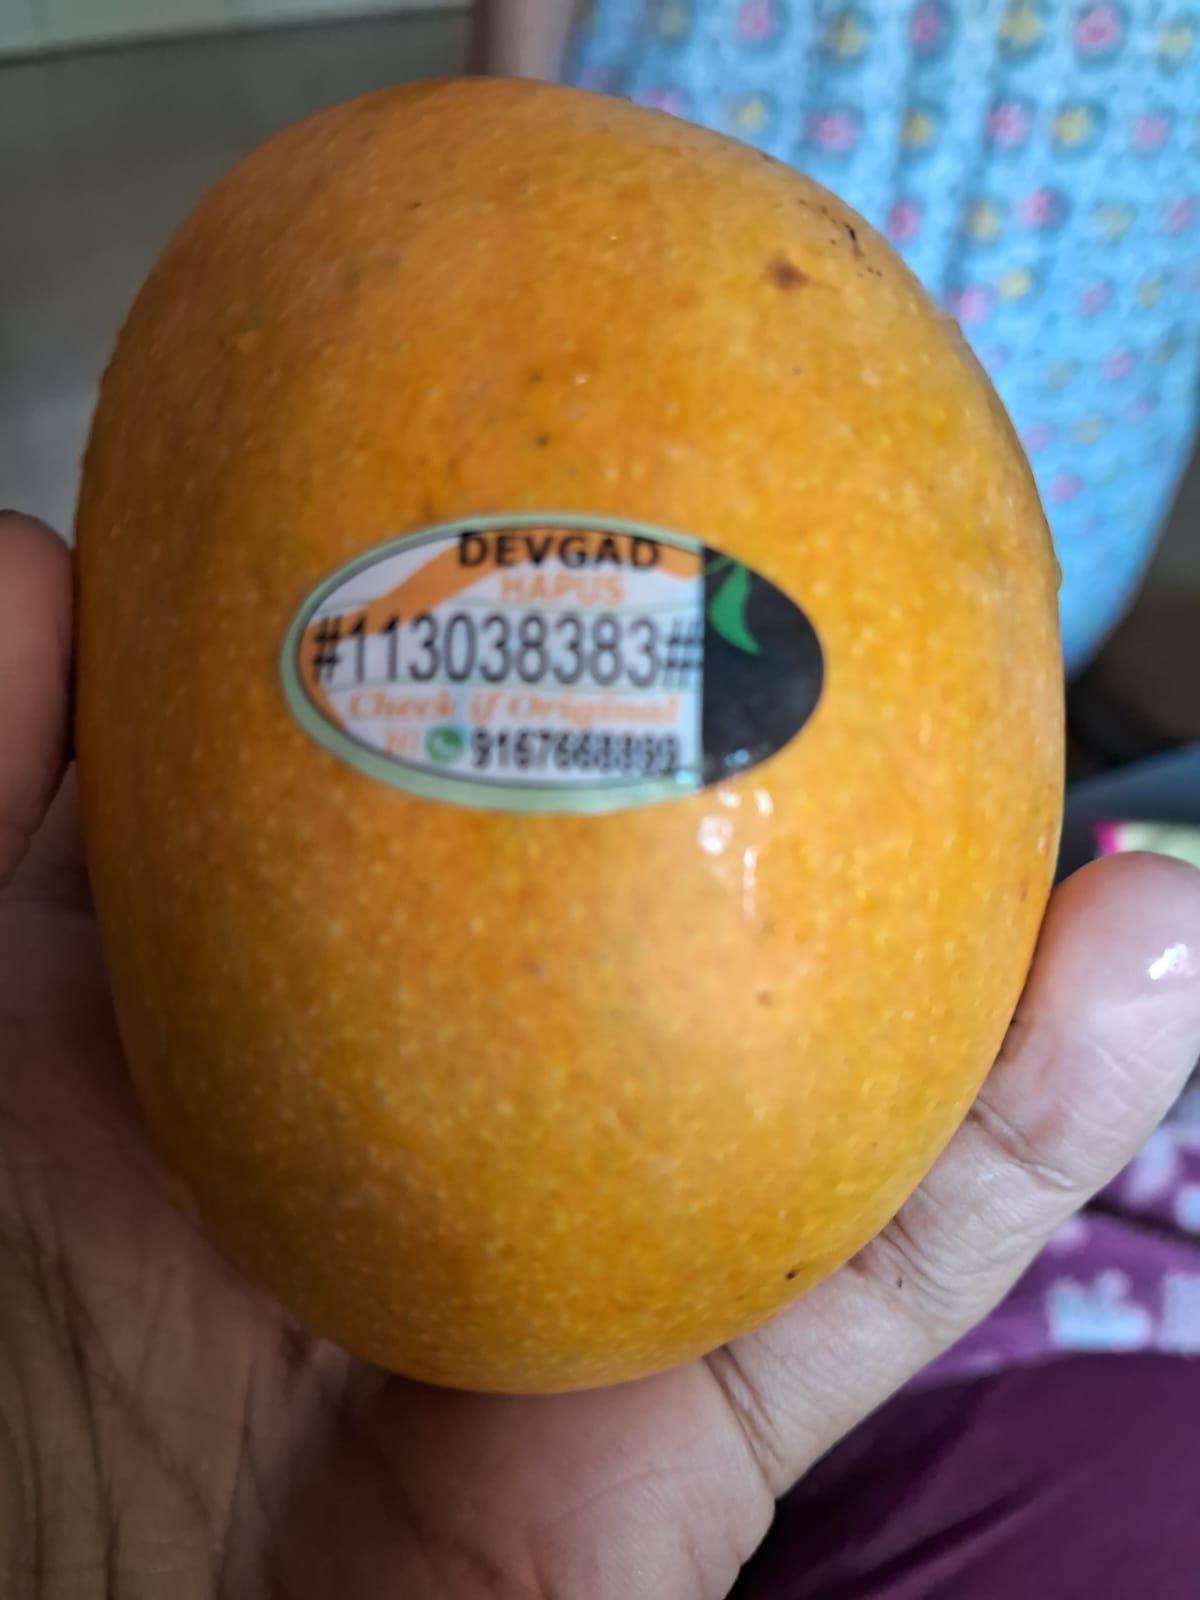 DEVGAD
HAPUS
#113038383#
Check if Original
9167668899